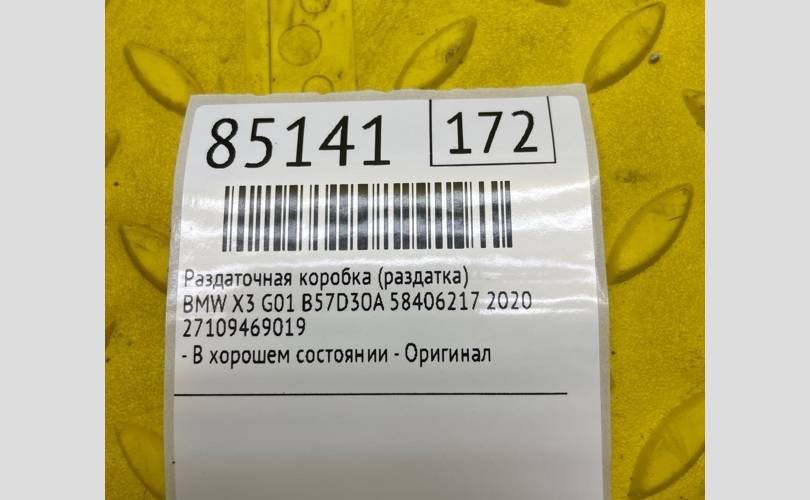 85141 172
Раздаточная коробка (раздатка)
BMW X3 G01 B57D30A 58406217 2020
27109469019
- В хорошем состоянии - Оригинал